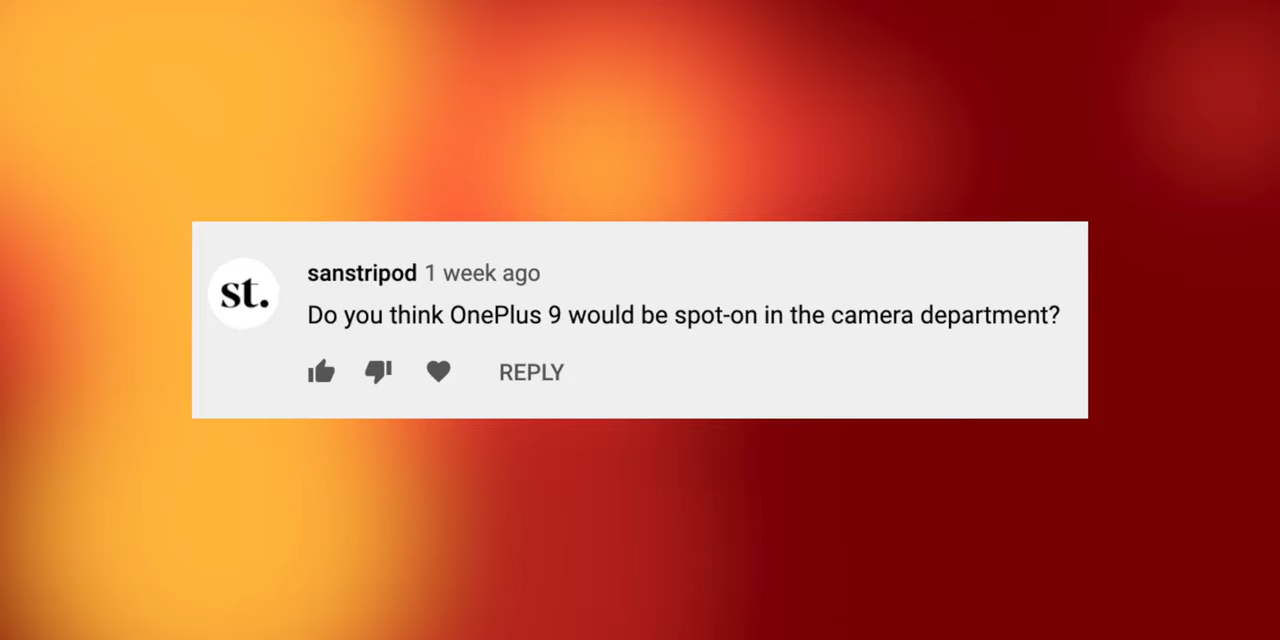 st.
sanstripod 1 week ago
Do you think OnePlus 9 would be spot-on in the camera department?
REPLY